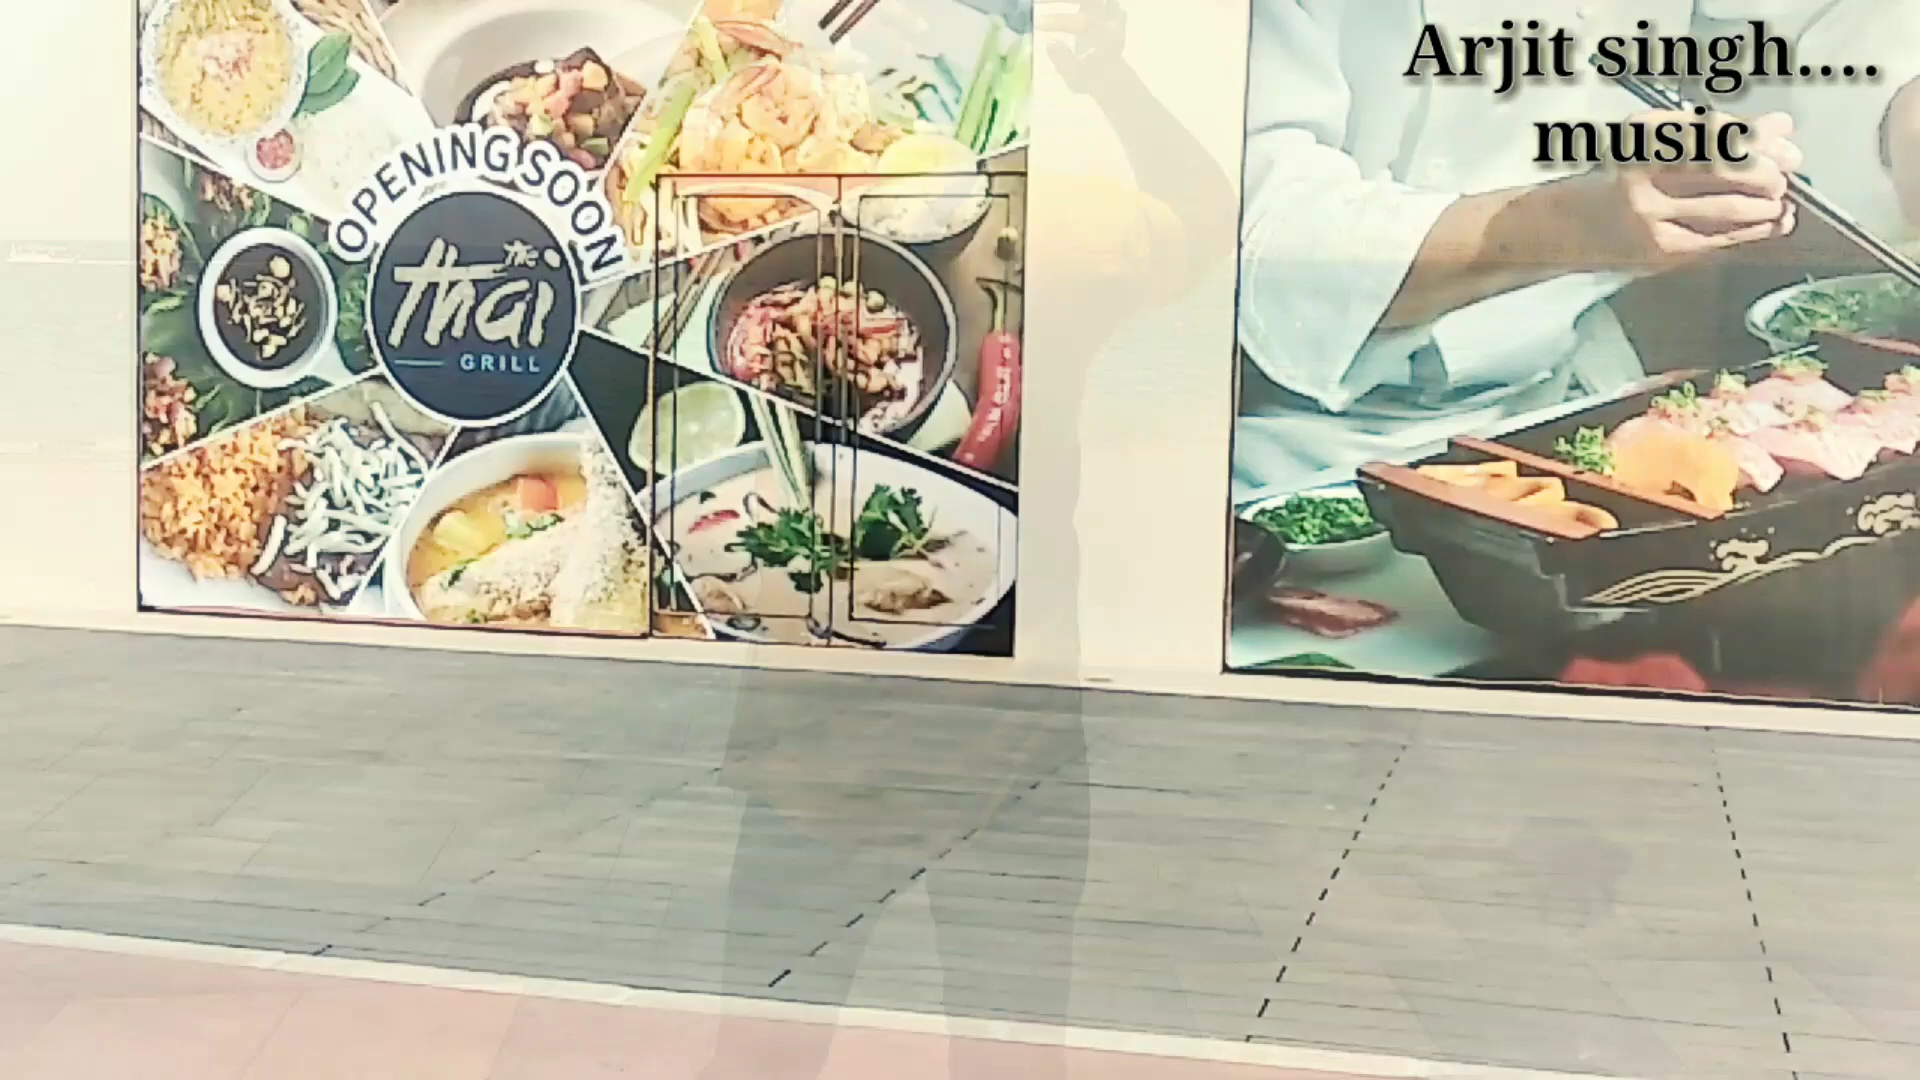 Arjit singh....
music
OPENING SOON
The
thai
GRILL